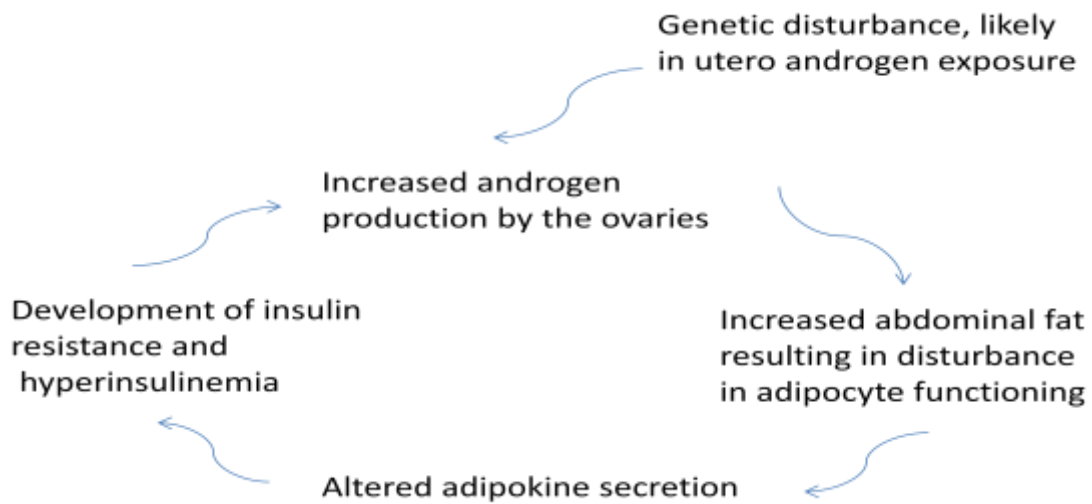 Genetic disturbance, likely
in utero androgen exposure
Increased androgen
production by the ovaries
Development of insulin
resistance and
hyperinsulinemia
Increased abdominal fat
resulting in disturbance
in adipocyte functioning
Altered adipokine secretion